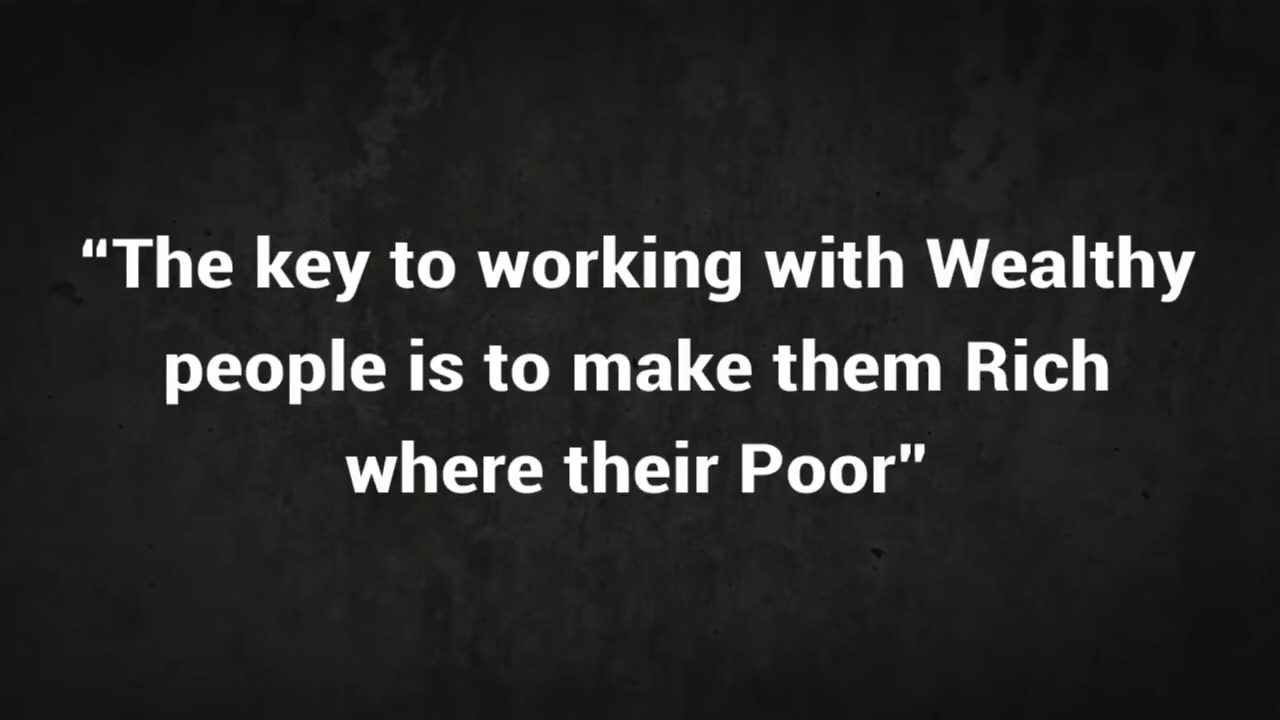 “The key to working with Wealthy
people is to make them Rich
where their Poor”